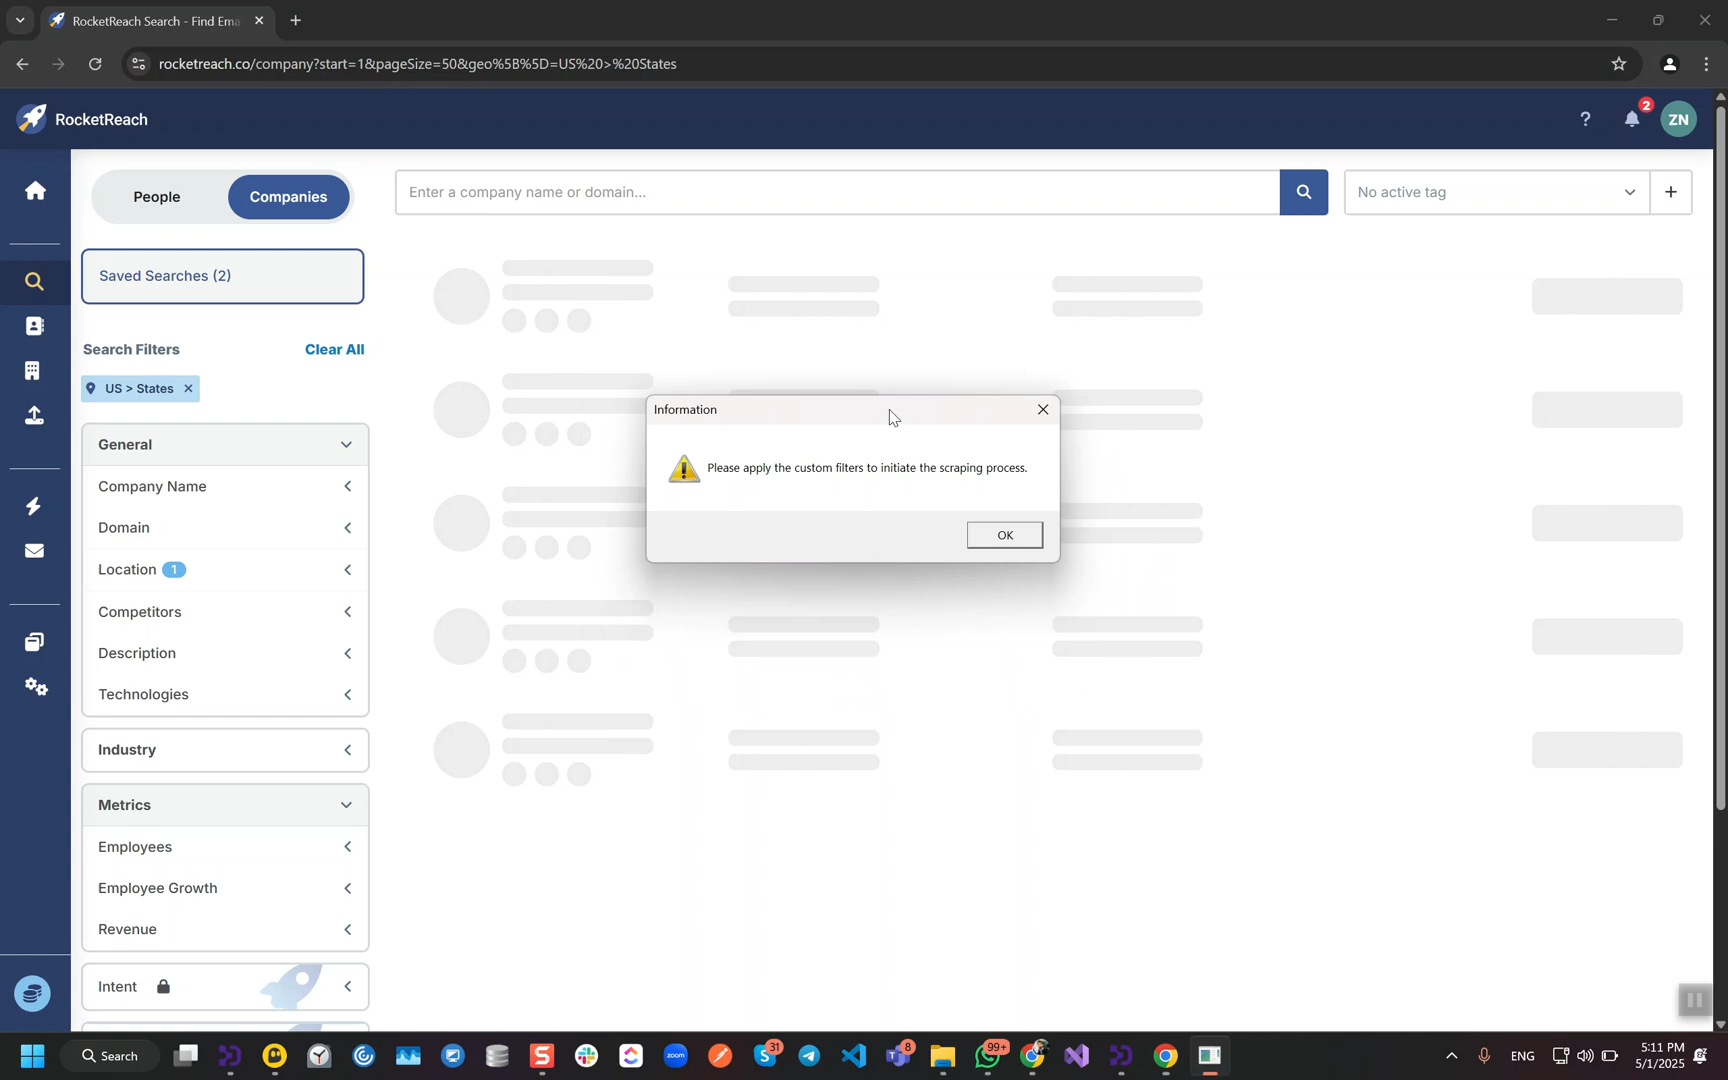 RocketReach Search - Find Ema
rocketreach.co/company?start=1&pageSize=50&geo%5B%5D=US%20>%20States
RocketReach
?
2
ZN
People
Companies
Enter a company name or domain...
No active tag
Saved Searches (2)
Search Filters
Clear All
US > States
General
Company Name
Domain
Location 1
Competitors
Description
Technologies
Industry
Metrics
Employees
Employee Growth
Revenue
Intent
Information
Please apply the custom filters to initiate the scraping process.
OK
Search
zoom
31
8
99+
ENG
5:11 PM
5/1/2025